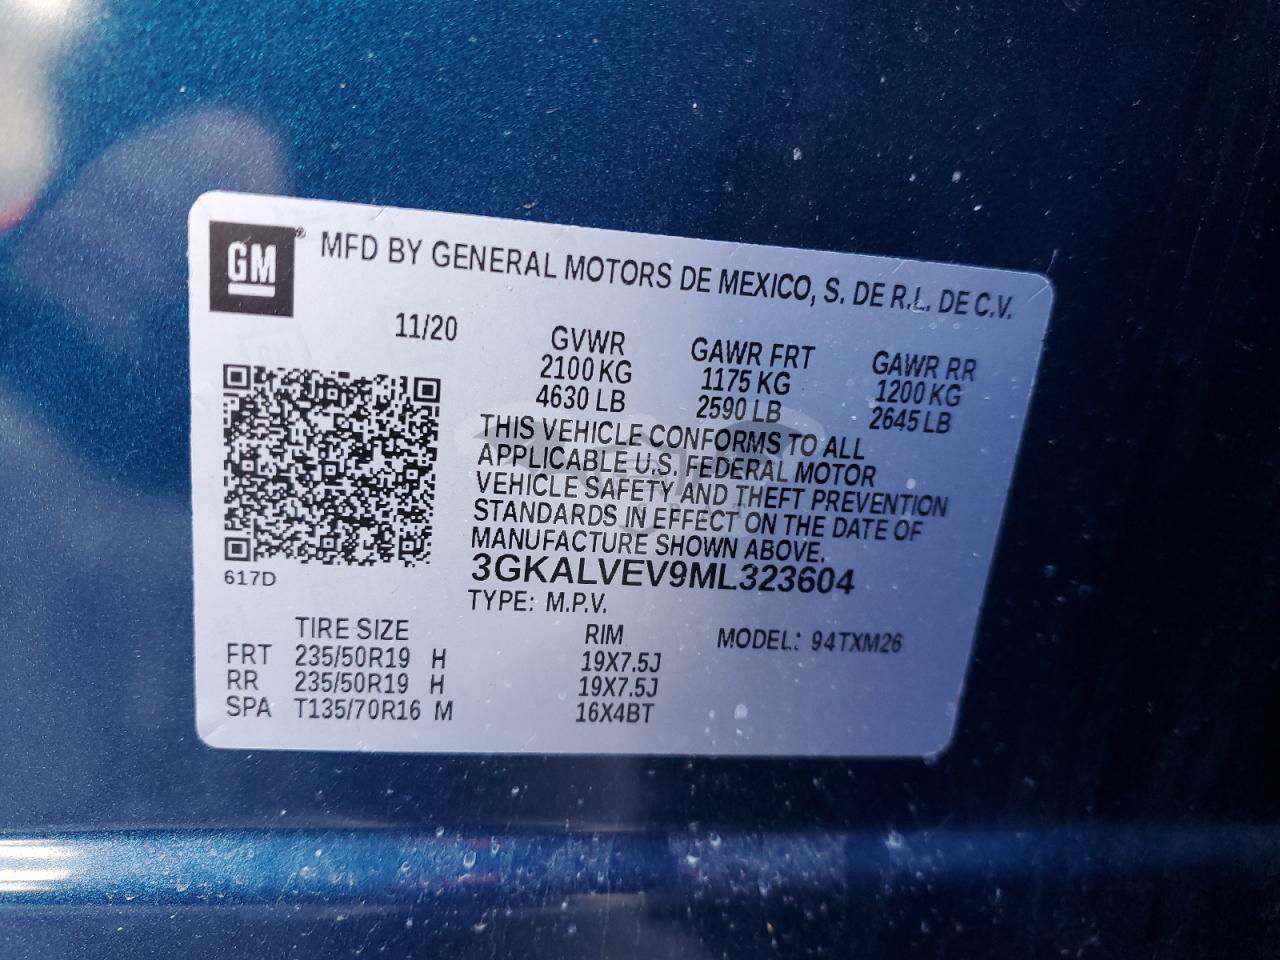 GM® MFD BY GENERAL MOTORS DE MEXICO, S. DE R.L. DE C.V.
11/20 GVWR GAWR FRT GAWR RR
2100 KG 1175 KG 1200 KG
4630 LB 2590 LB 2645 LB
THIS VEHICLE CONFORMS TO ALL
APPLICABLE U.S. FEDERAL MOTOR
VEHICLE SAFETY AND THEFT PREVENTION
STANDARDS IN EFFECT ON THE DATE OF
MANUFACTURE SHOWN ABOVE.
617D 3GKALVEV9ML323604
TYPE: M.P.V.
TIRE SIZE RIM MODEL: 94TXM26
FRT 235/50R19 H 19X7.5J
RR 235/50R19 H 19X7.5J
SPA T135/70R16 M 16X4BT